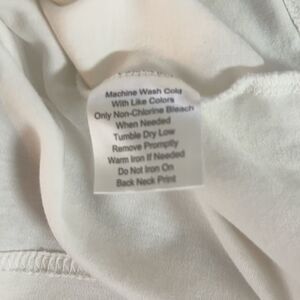 Machine Wash Cold
With Like Colors
Only Non-Chlorine Bleach
When Needed
Tumble Dry Low
Remove Promptly
Warm Iron If Needed
Do Not Iron On
Back Neck Print